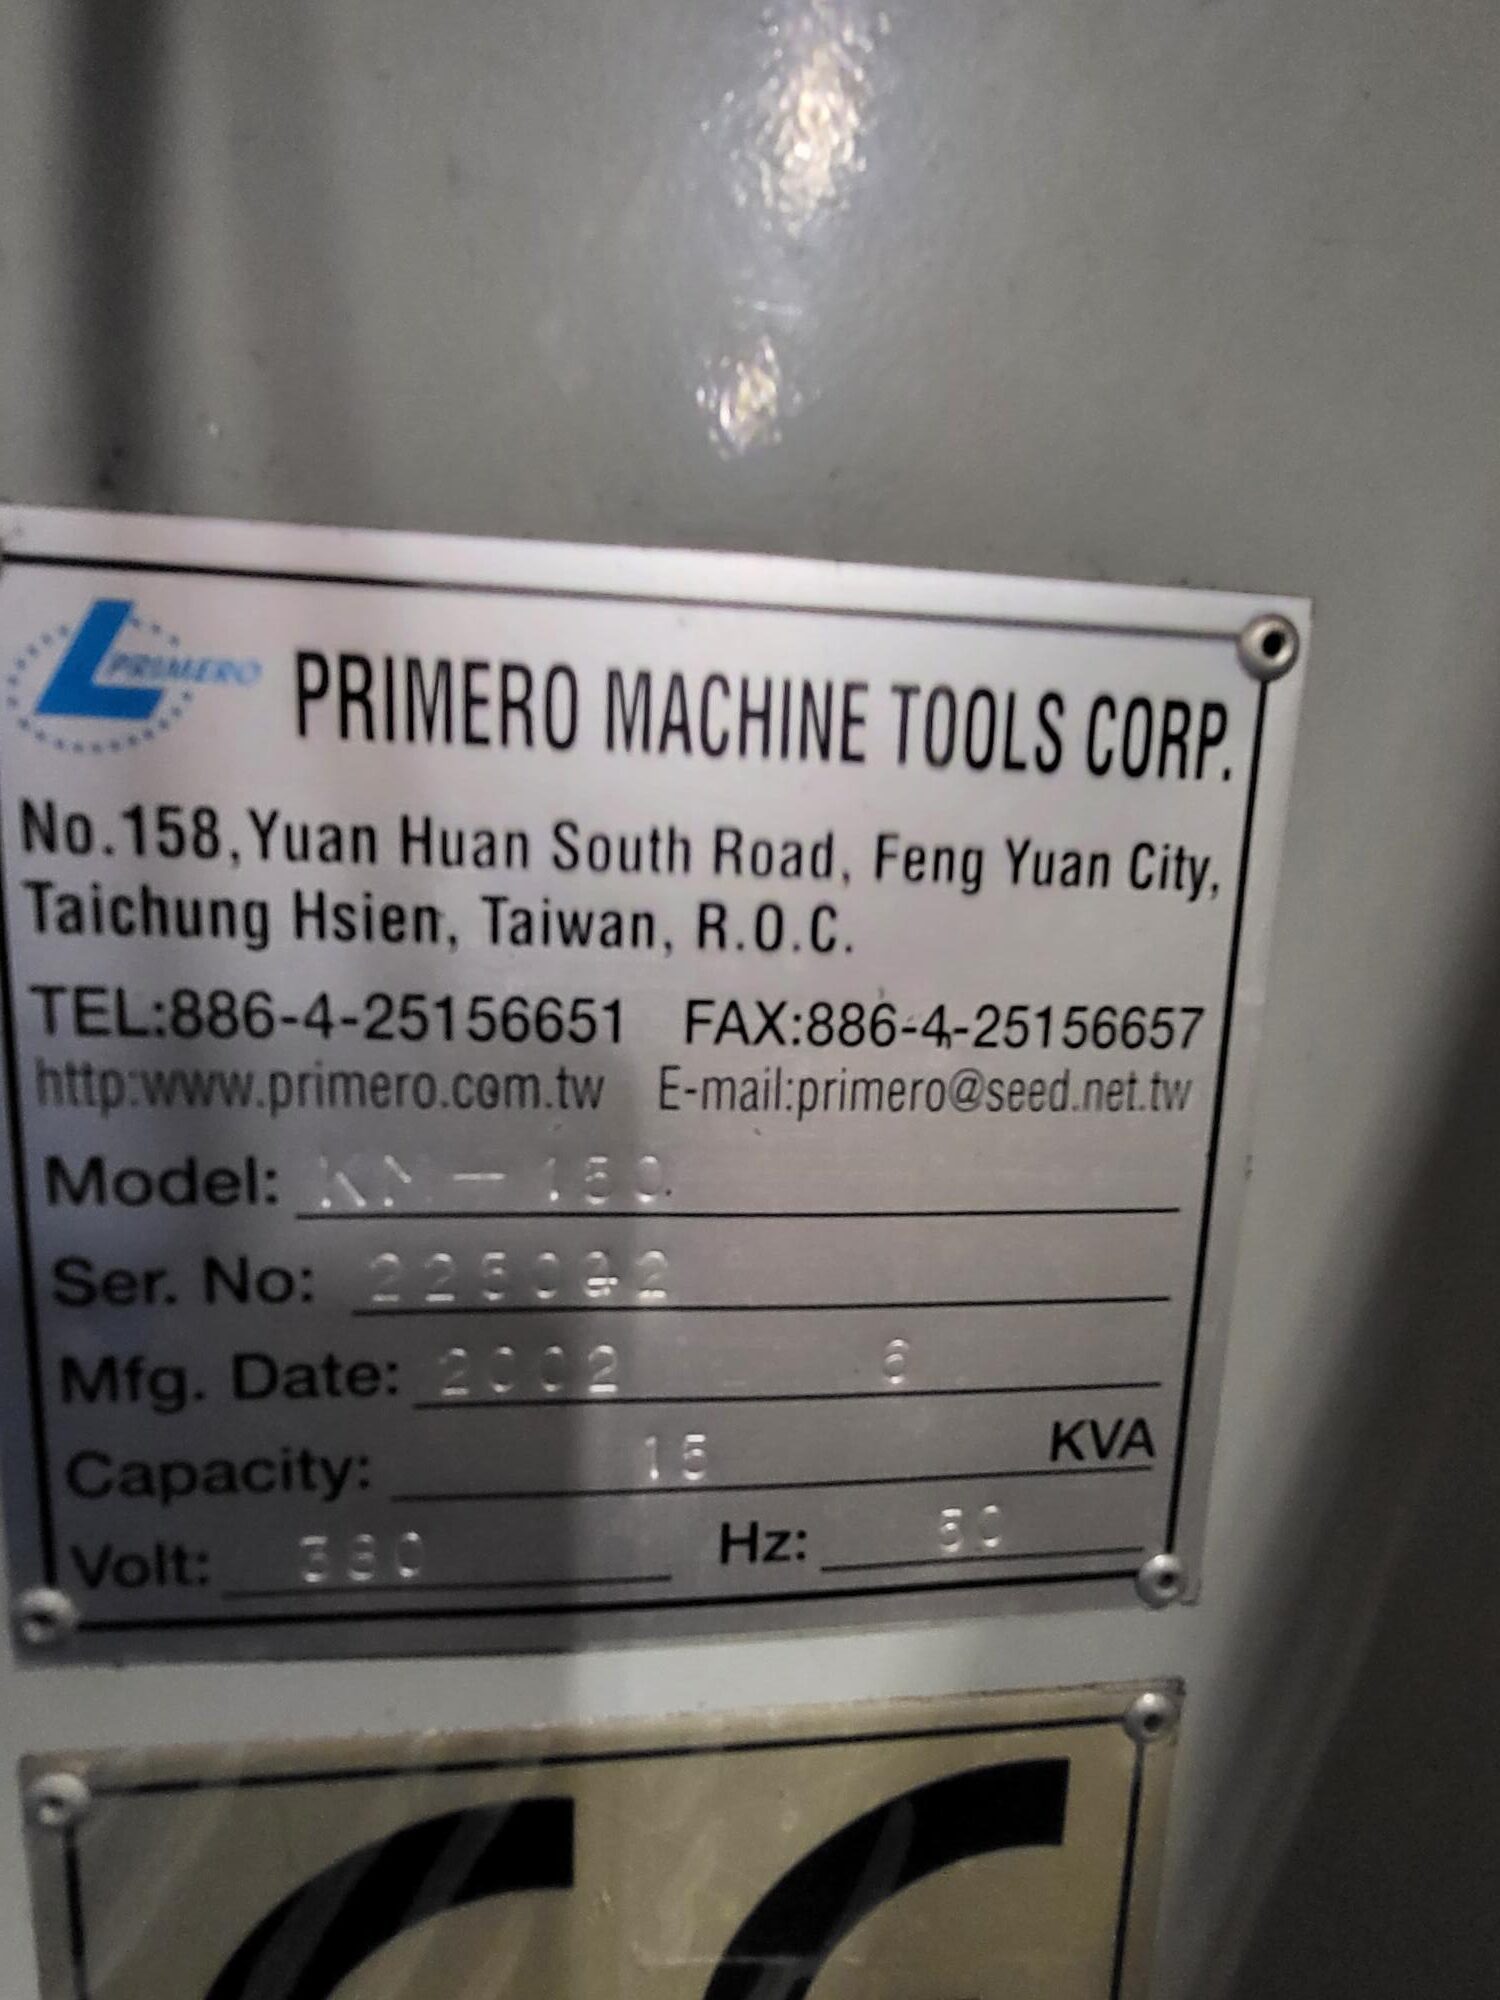 PRIMERO
PRIMERO MACHINE TOOLS CORP.
No.158,Yuan Huan South Road, Feng Yuan City,
Taichung Hsien, Taiwan, R.O.C.
TEL:886-4-25156651 FAX:886-4-25156657
http:www.primero.com.tw E-mail:primero@seed.net.tw
Model:
Ser. No:
Mfg. Date: 2002 6
Capacity: 15 KVA
Volt: 380 Hz: 50
CE